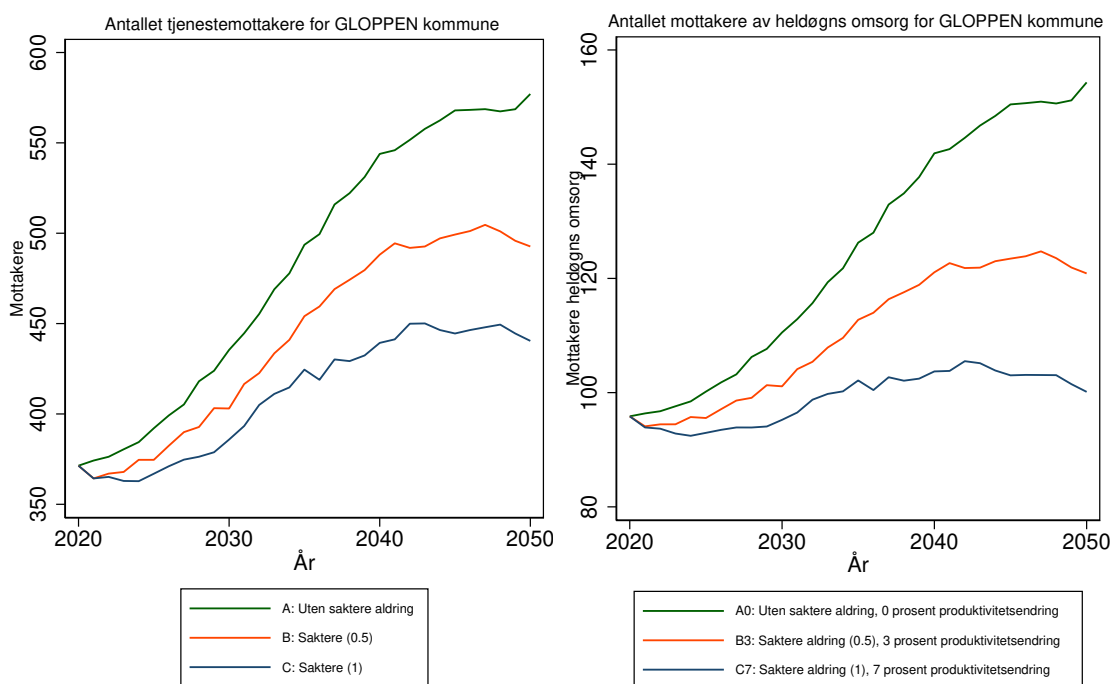 Antallet tjenestemottakere for GLOPPEN kommune
Mottakere
600
550
500
450
400
350
2020
2030
2040
2050
År
A: Uten saktere aldring
B: Saktere (0.5)
C: Saktere (1)
Antallet mottakere av heldøgns omsorg for GLOPPEN kommune
Mottakere heldøgns omsorg
160
140
120
100
80
2020
2030
2040
2050
År
A0: Uten saktere aldring, 0 prosent produktivitetsendring
B3: Saktere aldring (0.5), 3 prosent produktivitetsendring
C7: Saktere aldring (1), 7 prosent produktivitetsendring